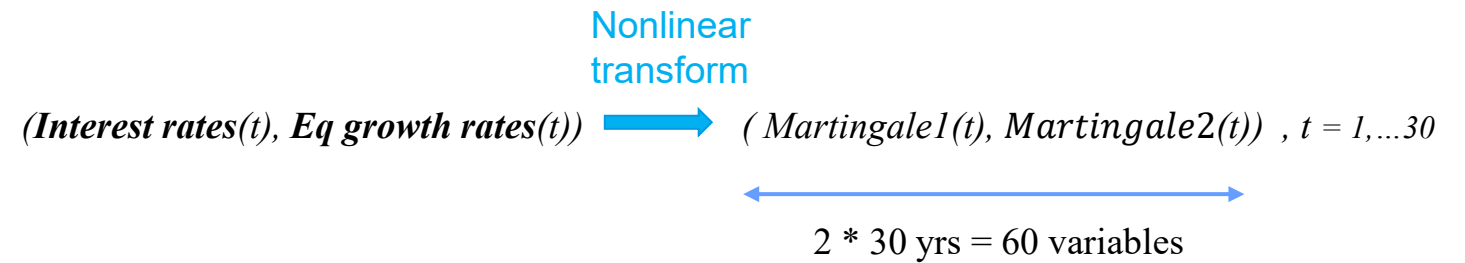 Nonlinear
transform
(Interest rates(t), Eq growth rates(t)) ( Martingale1(t), Martingale2(t)) , t = 1,…30
2 * 30 yrs = 60 variables